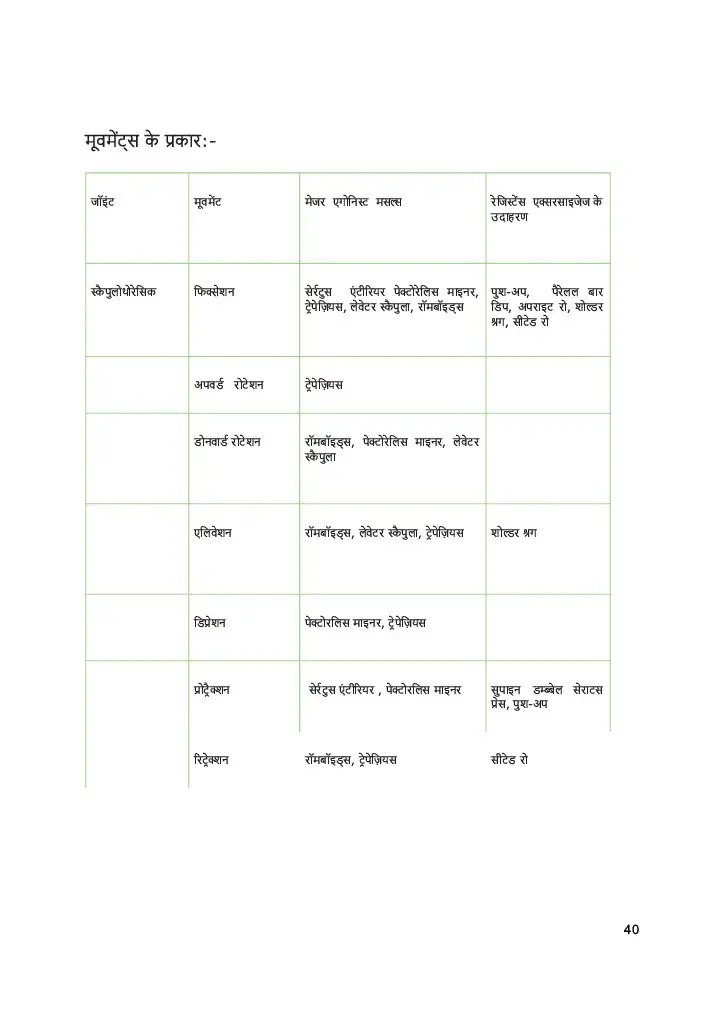 मूवमेंट्स के प्रकार:-
जॉइंट
मूवमेंट
मेजर एगोनिस्ट मसल्स
रेजिस्टेंस एक्सरसाइजेज के
उदाहरण
स्कैपुलोथोरेसिक
फिक्सेशन
सेर्रटुस एंटीरियर पेक्टोरेलिस माइनर,
ट्रेपेज़ियस, लेवेटर स्कैपुला, रॉमबॉइड्स
पुश-अप, पैरेलल बार
डिप, अपराइट रो, शोल्डर
श्रग, सीटेड रो
अपवर्ड रोटेशन
ट्रेपेज़ियस
डोनवार्ड रोटेशन
रॉमबॉइड्स, पेक्टोरेलिस माइनर, लेवेटर
स्कैपुला
एलिवेशन
रॉमबॉइड्स, लेवेटर स्कैपुला, ट्रेपेज़ियस
शोल्डर श्रग
डिप्रेशन
पेक्टोरलिस माइनर, ट्रेपेज़ियस
प्रोट्रैक्शन
सेर्रटुस एंटीरियर , पेक्टोरलिस माइनर
सुपाइन डम्ब्बेल सेराटस
प्रेस, पुश-अप
रिट्रेक्शन
रॉमबॉइड्स, ट्रेपेज़ियस
सीटेड रो
40